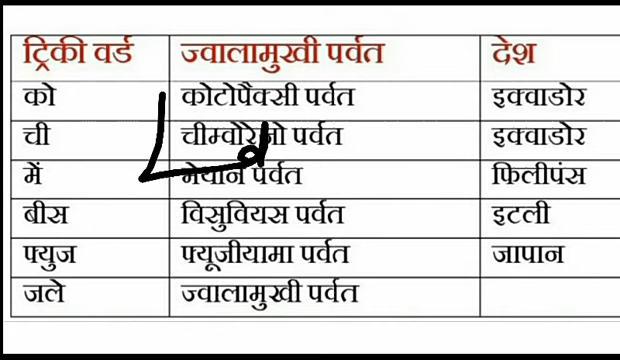 ट्रिकी वर्ड ज्वालामुखी पर्वत देश
को कोटोपैक्सी पर्वत इक्वाडोर
ची चीम्वोरेजो पर्वत इक्वाडोर
में मेयान पर्वत फिलीपंस
बीस विसुवियस पर्वत इटली
फ्युज फ्यूजीयामा पर्वत जापान
जले ज्वालामुखी पर्वत